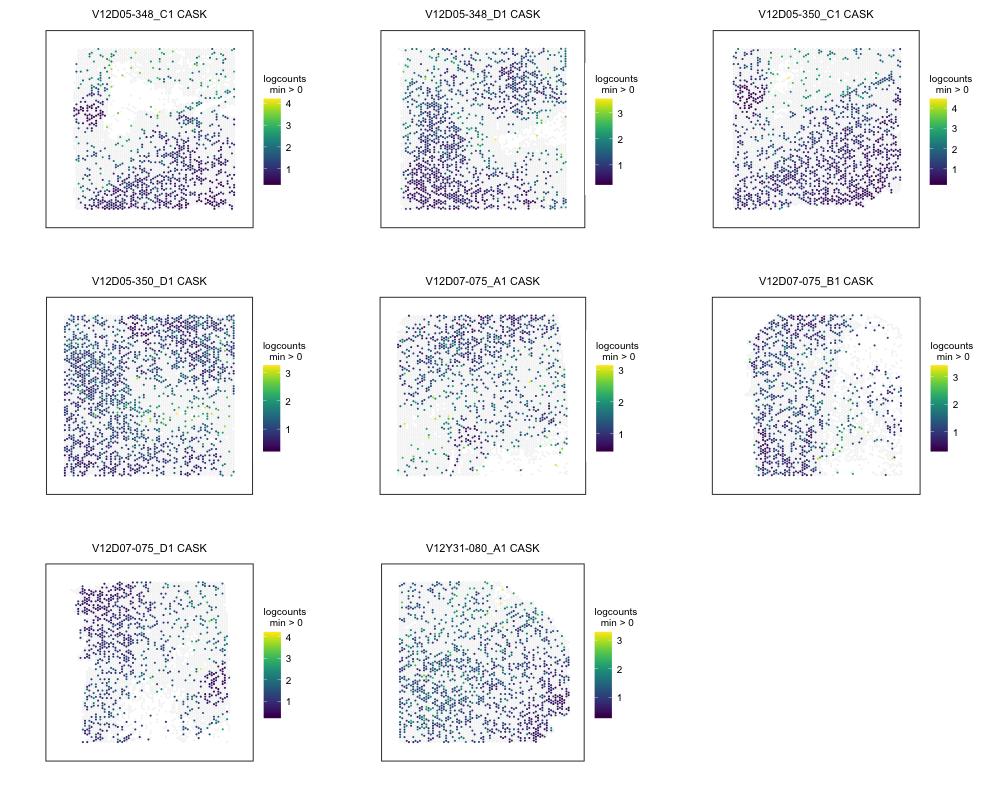 V12D05-348_C1 CASK
logcounts
min > 0
4
3
2
1
V12D05-348_D1 CASK
logcounts
min > 0
3
2
1
V12D05-350_C1 CASK
logcounts
min > 0
4
3
2
1
V12D05-350_D1 CASK
logcounts
min > 0
3
2
1
V12D07-075_A1 CASK
logcounts
min > 0
3
2
1
V12D07-075_B1 CASK
logcounts
min > 0
3
2
1
V12D07-075_D1 CASK
logcounts
min > 0
4
3
2
1
V12Y31-080_A1 CASK
logcounts
min > 0
3
2
1